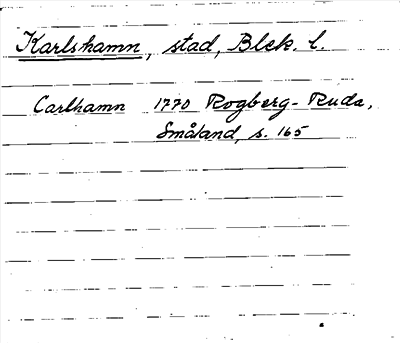 Karlshamn, stad, Blek. l.
Carlhamn 1770 Rogberg-Ruda,
Småland, s. 165